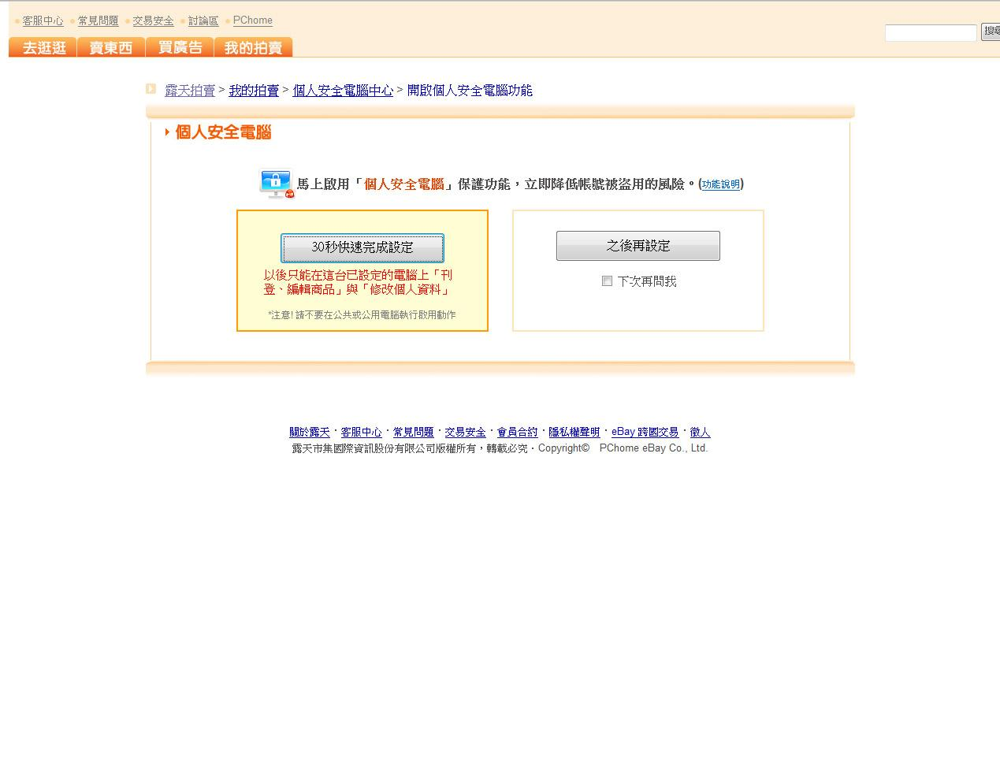 客服中心 常見問題 交易安全 討論區 PChome
搜尋
去逛逛 賣東西 買廣告 我的拍賣
露天拍賣 > 我的拍賣 > 個人安全電腦中心 > 開啟個人安全電腦功能
個人安全電腦
馬上啟用「個人安全電腦」保護功能，立即降低帳號被盜用的風險。(功能說明)
30秒快速完成設定
以後只能在這台已設定的電腦上「刊
登、編輯商品」與「修改個人資料」
*注意! 請不要在公共或公用電腦執行啟用動作
之後再設定
下次再問我
關於露天・客服中心・常見問題・交易安全・會員合約・隱私權聲明・eBay 跨國交易・徵人
露天市集國際資訊股份有限公司版權所有，轉載必究・Copyright© PChome eBay Co., Ltd.